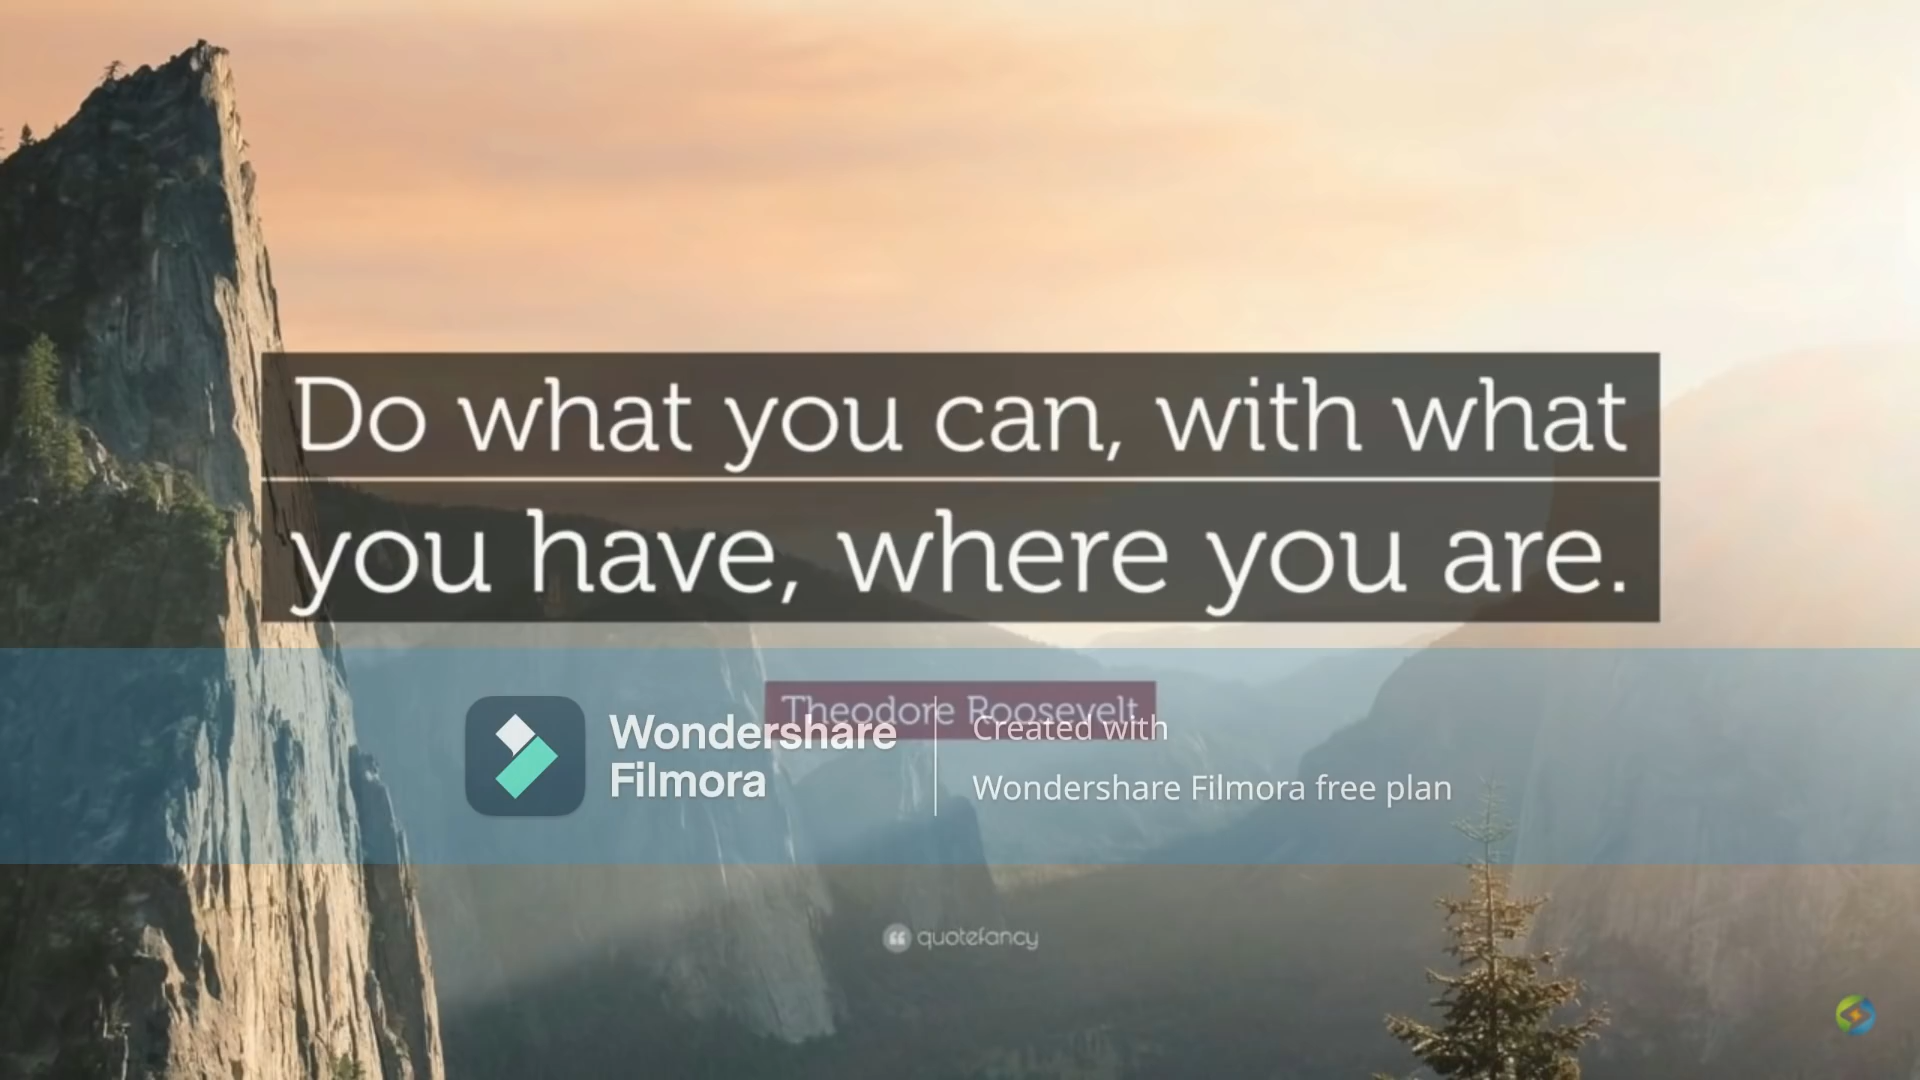 Do what you can, with what
you have, where you are.
Theodore Roosevelt
Wondershare
Filmora
Created with
Wondershare Filmora free plan
quotefancy